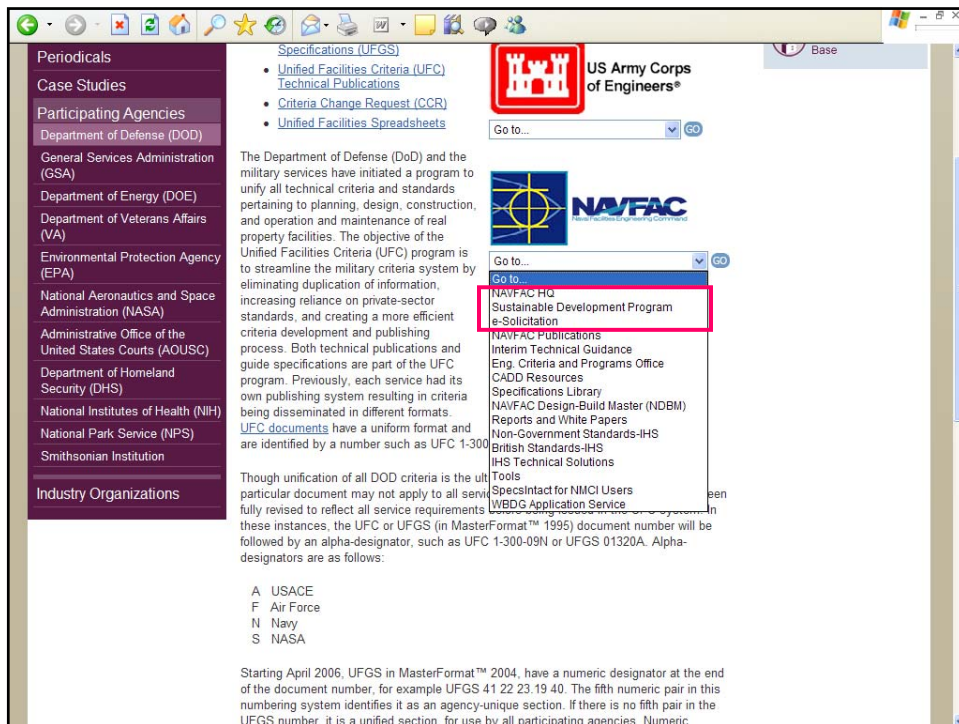 Periodicals
Case Studies
Participating Agencies
Department of Defense (DOD)
General Services Administration
(GSA)
Department of Energy (DOE)
Department of Veterans Affairs
(VA)
Environmental Protection Agency
(EPA)
National Aeronautics and Space
Administration (NASA)
Administrative Office of the
United States Courts (AOUSC)
Department of Homeland
Security (DHS)
National Institutes of Health (NIH)
National Park Service (NPS)
Smithsonian Institution
Industry Organizations
Specifications (UFGS)
• Unified Facilities Criteria (UFC)
Technical Publications
• Criteria Change Request (CCR)
• Unified Facilities Spreadsheets
The Department of Defense (DoD) and the
military services have initiated a program to
unify all technical criteria and standards
pertaining to planning, design, construction,
and operation and maintenance of real
property facilities. The objective of the
Unified Facilities Criteria (UFC) program is
to streamline the military criteria system by
eliminating duplication of information,
increasing reliance on private-sector
standards, and creating a more efficient
criteria development and publishing
process. Both technical publications and
guide specifications are part of the UFC
program. Previously, each service had its
own publishing system resulting in criteria
being disseminated in different formats.
UFC documents have a uniform format and
are identified by a number such as UFC 1-300
Though unification of all DOD criteria is the ult
particular document may not apply to all servi een
fully revised to reflect all service requirements before being issued in the UFC system. In
these instances, the UFC or UFGS (in MasterFormat™ 1995) document number will be
followed by an alpha-designator, such as UFC 1-300-09N or UFGS 01320A. Alpha-
designators are as follows:
A USACE
F Air Force
N Navy
S NASA
Starting April 2006, UFGS in MasterFormat™ 2004, have a numeric designator at the end
of the document number, for example UFGS 41 22 23.19 40. The fifth numeric pair in this
numbering system identifies it as an agency-unique section. If there is no fifth pair in the
UFGS number, it is a unified section, for use by all participating agencies. Numeric
US Army Corps
of Engineers®
Go to... GO
NAVFAC
Naval Facilities Engineering Command
Go to... GO
Go to...
NAVFAC HQ
Sustainable Development Program
e-Solicitation
NAVFAC Publications
Interim Technical Guidance
Eng. Criteria and Programs Office
CADD Resources
Specifications Library
NAVFAC Design-Build Master (NDBM)
Reports and White Papers
Non-Government Standards-IHS
British Standards-IHS
IHS Technical Solutions
Tools
SpecsIntact for NMCI Users
WBDG Application Service
Base